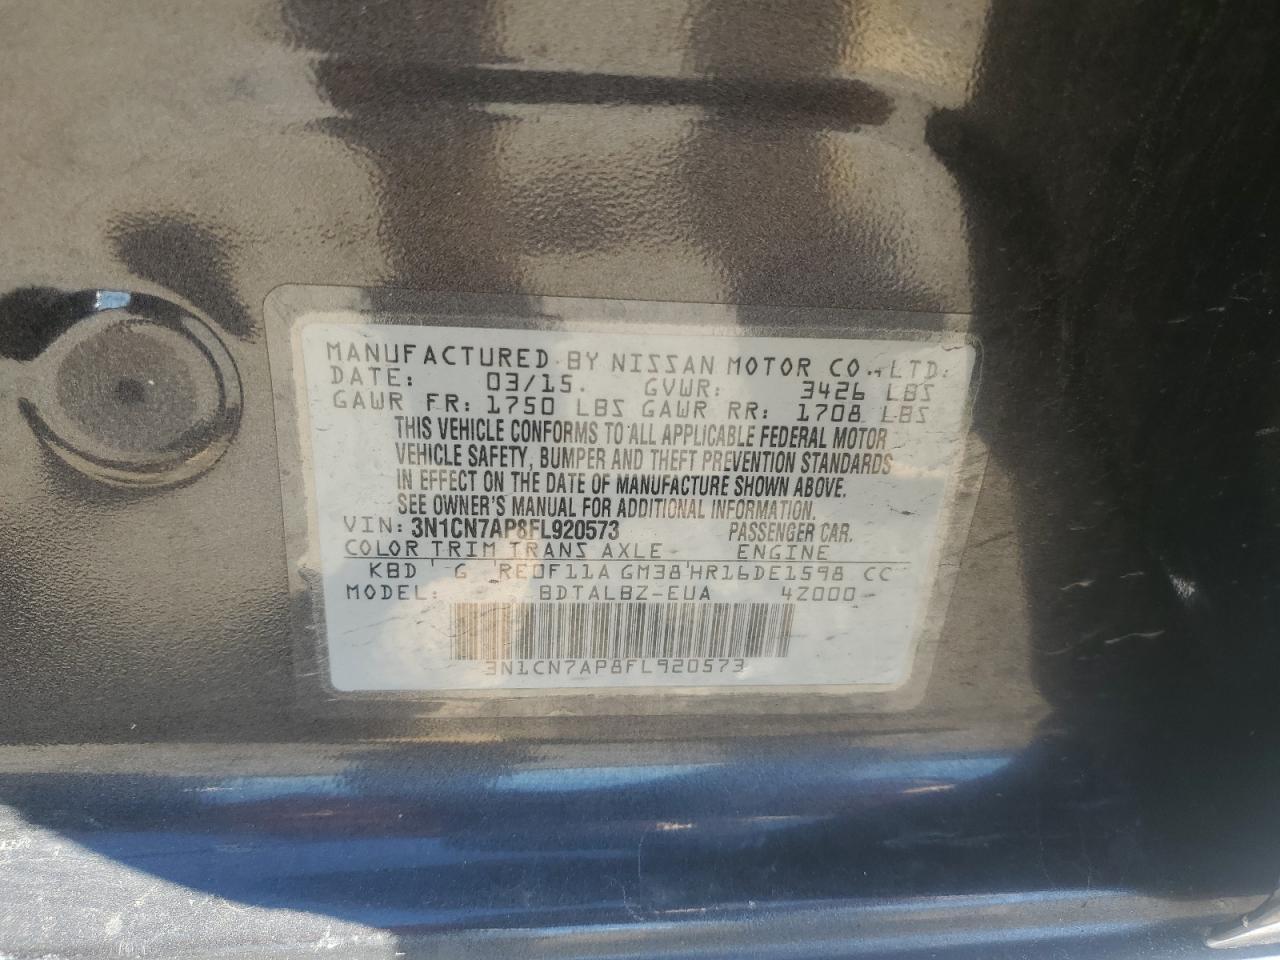 MANUFACTURED BY NISSAN MOTOR CO., LTD.
DATE: 03/15. GVWR: 3426 LBS
GAWR FR: 1750 LBS GAWR RR: 1708 LBS
THIS VEHICLE CONFORMS TO ALL APPLICABLE FEDERAL MOTOR
VEHICLE SAFETY, BUMPER AND THEFT PREVENTION STANDARDS
IN EFFECT ON THE DATE OF MANUFACTURE SHOWN ABOVE.
SEE OWNER'S MANUAL FOR ADDITIONAL INFORMATION.
VIN: 3N1CN7AP8FL920573 PASSENGER CAR.
COLOR TRIM TRANS AXLE ENGINE
KBD G RE0F11A GM38 HR16DE1598 CC
MODEL: BDTALBZ-EUA 4Z000
3N1CN7AP8FL920573